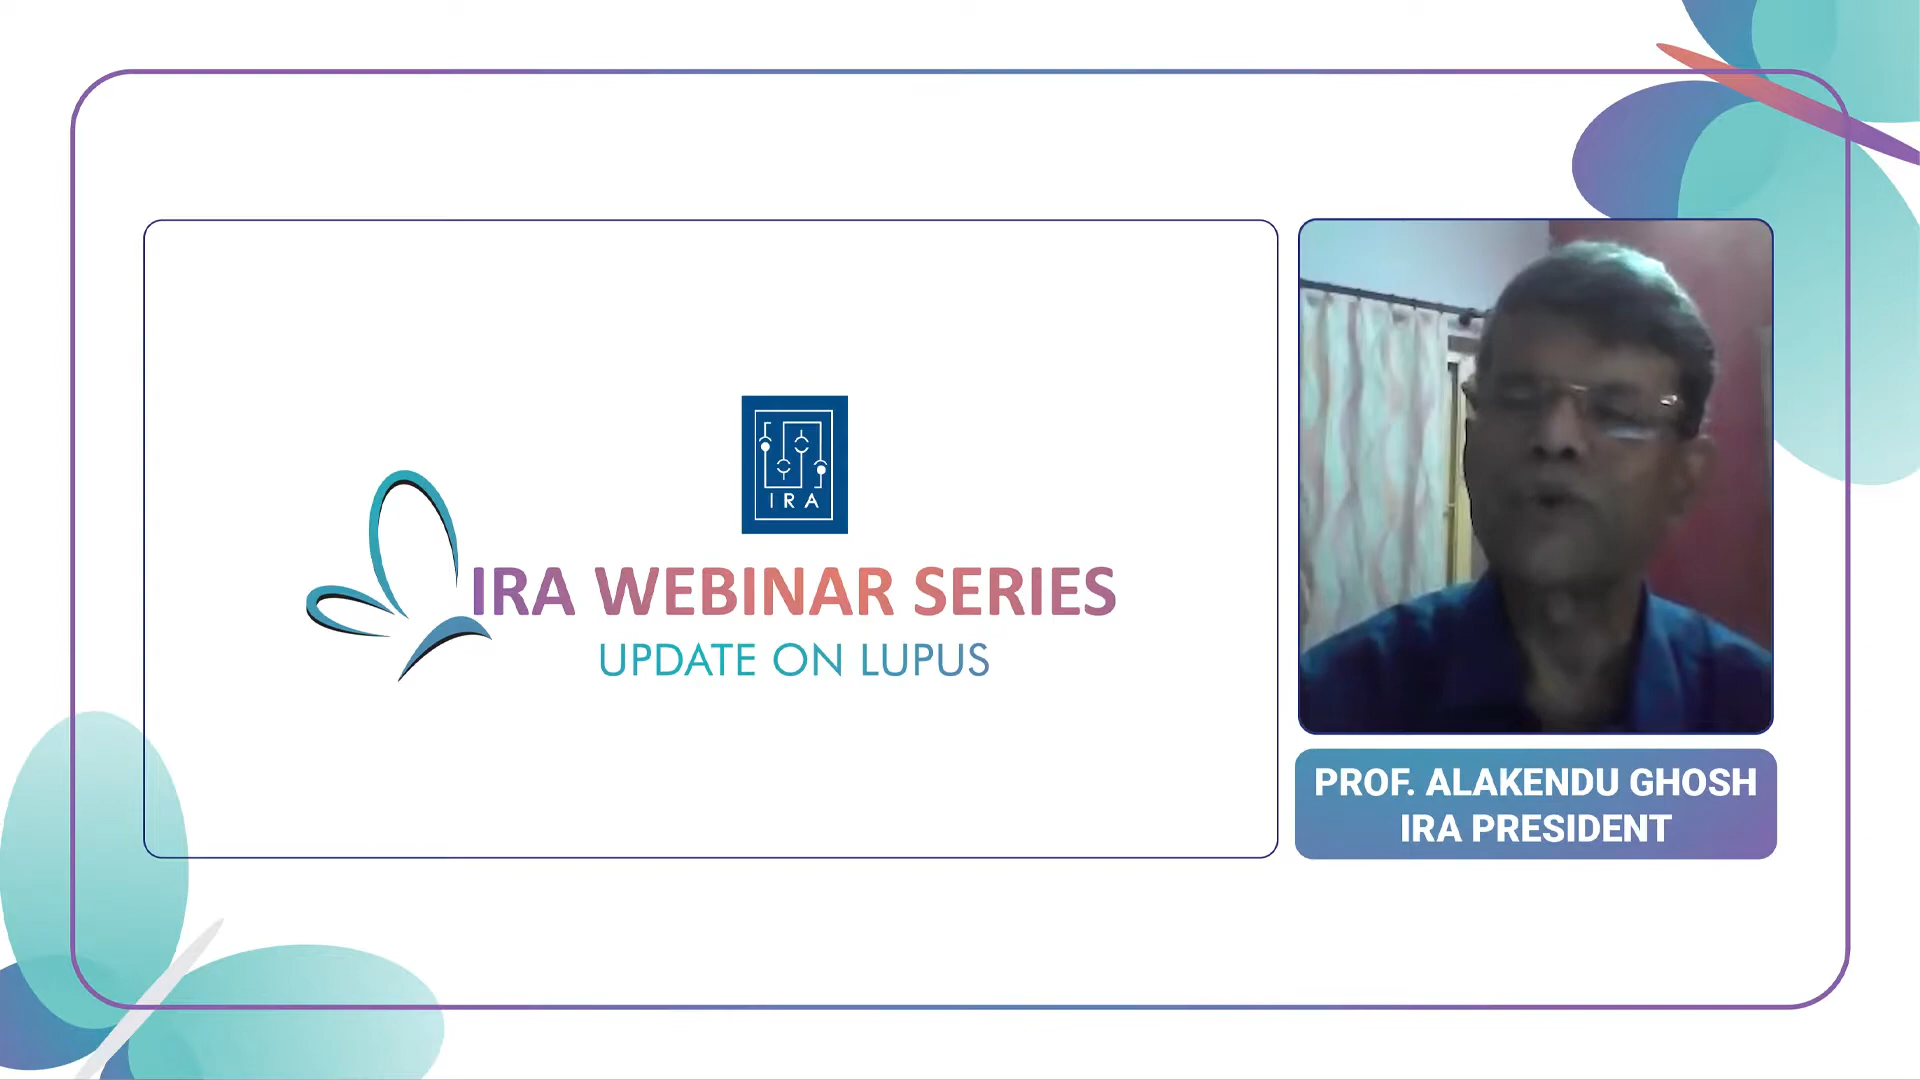 IRA
IRA WEBINAR SERIES
UPDATE ON LUPUS
PROF. ALAKENDU GHOSH
IRA PRESIDENT